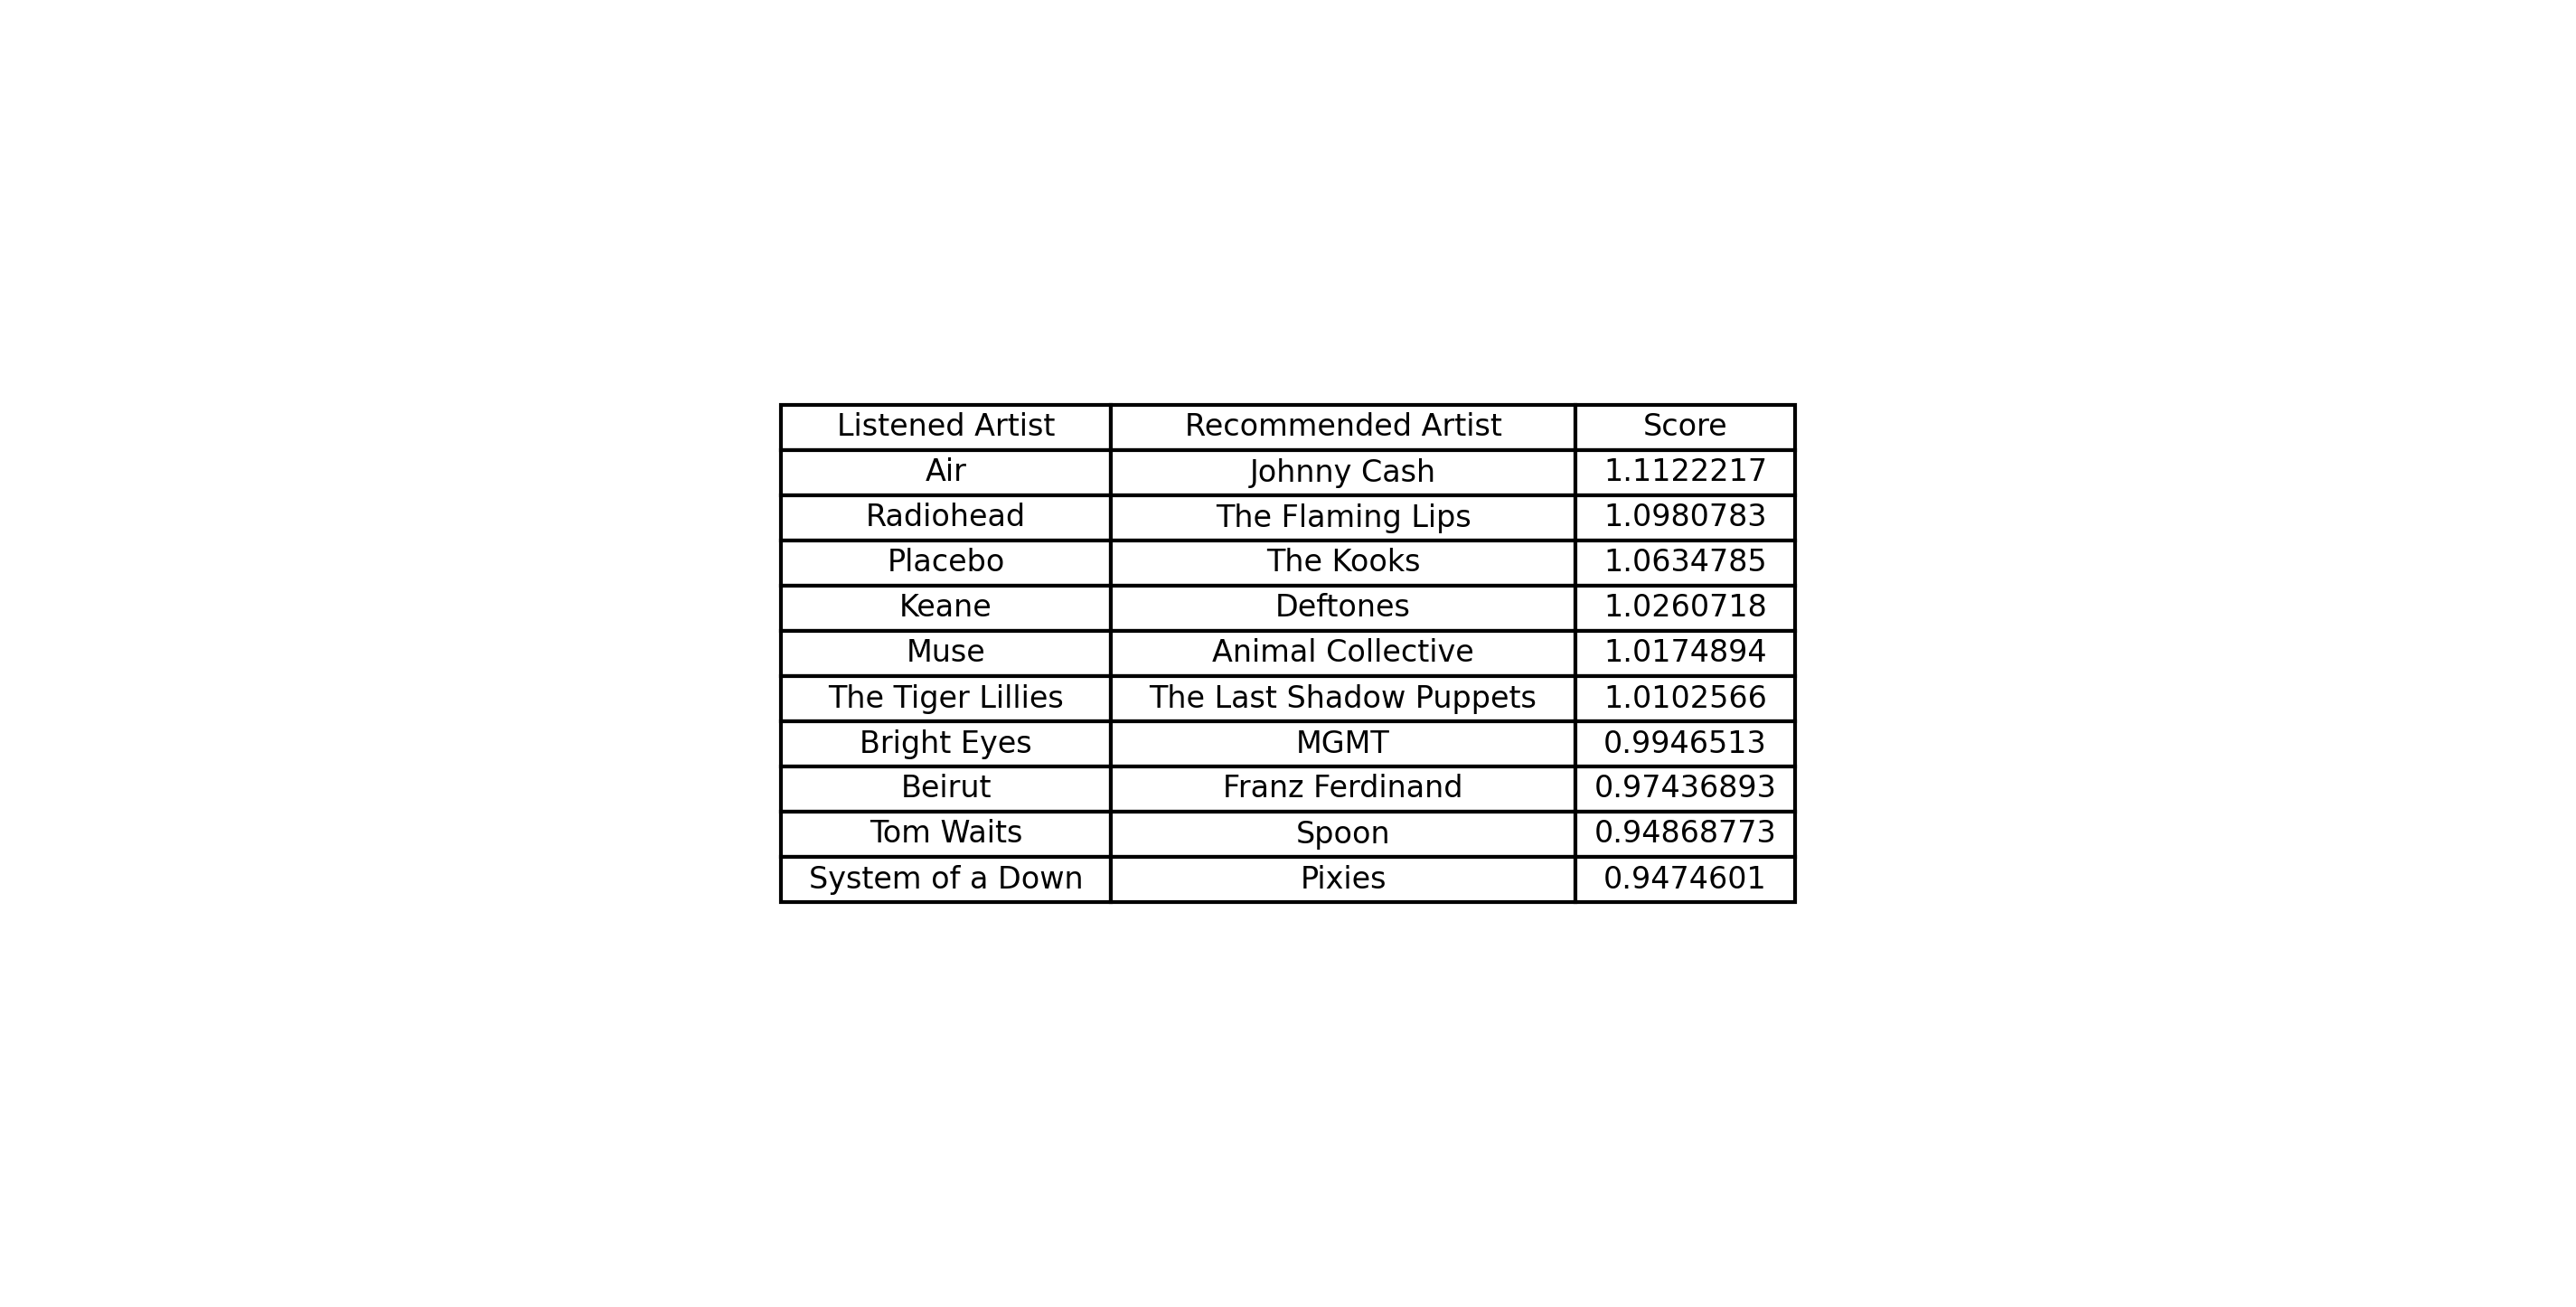 Listened Artist Recommended Artist Score
Air Johnny Cash 1.1122217
Radiohead The Flaming Lips 1.0980783
Placebo The Kooks 1.0634785
Keane Deftones 1.0260718
Muse Animal Collective 1.0174894
The Tiger Lillies The Last Shadow Puppets 1.0102566
Bright Eyes MGMT 0.9946513
Beirut Franz Ferdinand 0.97436893
Tom Waits Spoon 0.94868773
System of a Down Pixies 0.9474601